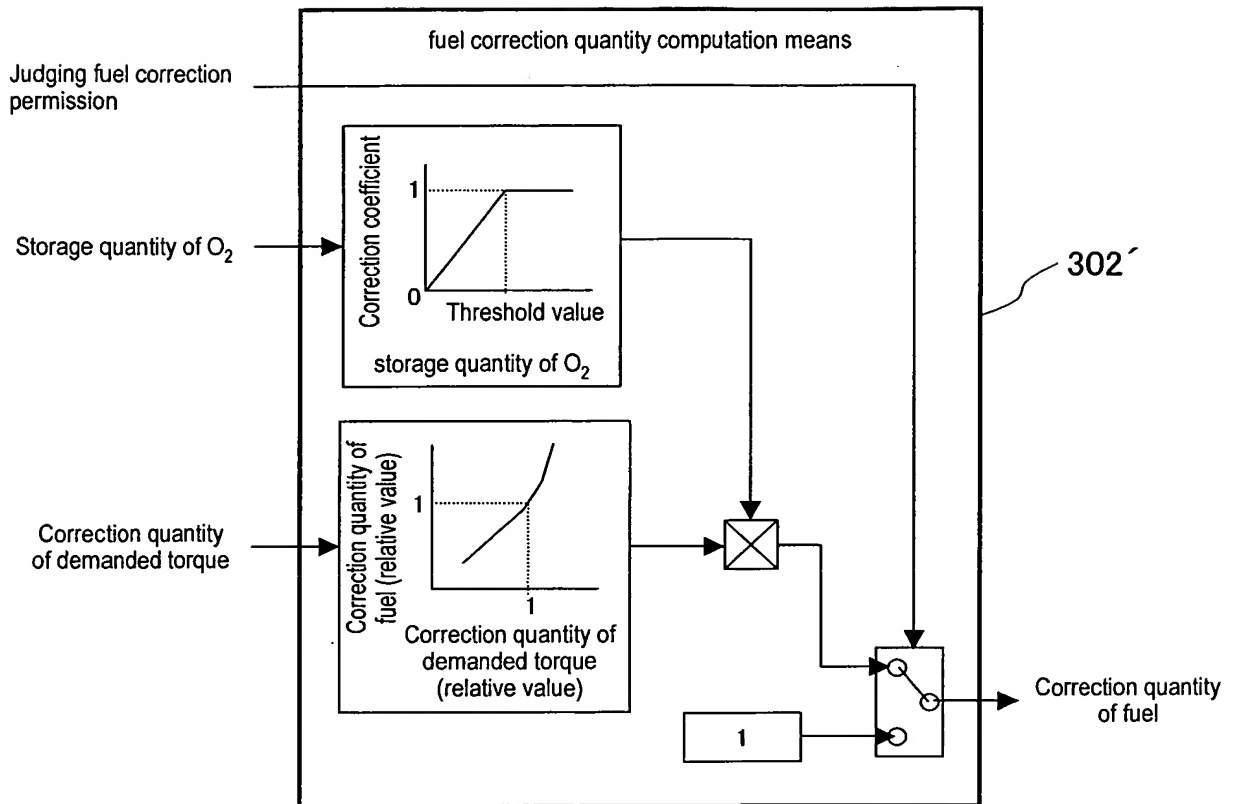 fuel correction quantity computation means
Judging fuel correction
permission
Correction coefficient
1
0
Threshold value
storage quantity of O₂
Storage quantity of O₂
302´
Correction quantity of
fuel (relative value)
1
1
Correction quantity of
demanded torque
(relative value)
Correction quantity
of demanded torque
1
Correction quantity
of fuel